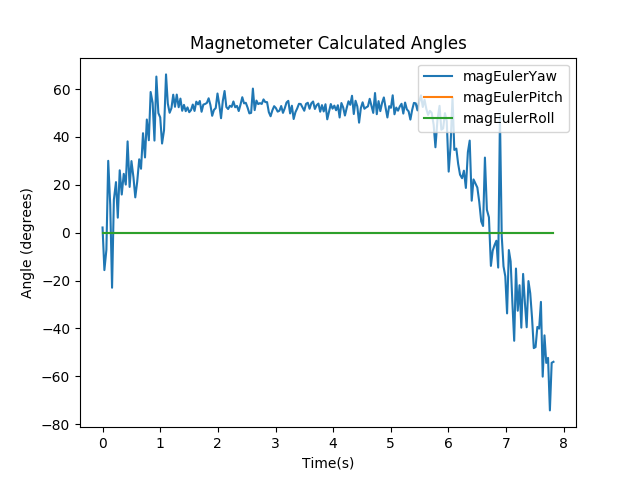 Magnetometer Calculated Angles
magEulerYaw
magEulerPitch
magEulerRoll
60
40
20
0
−20
−40
−60
−80
Angle (degrees)
0 1 2 3 4 5 6 7 8
Time(s)